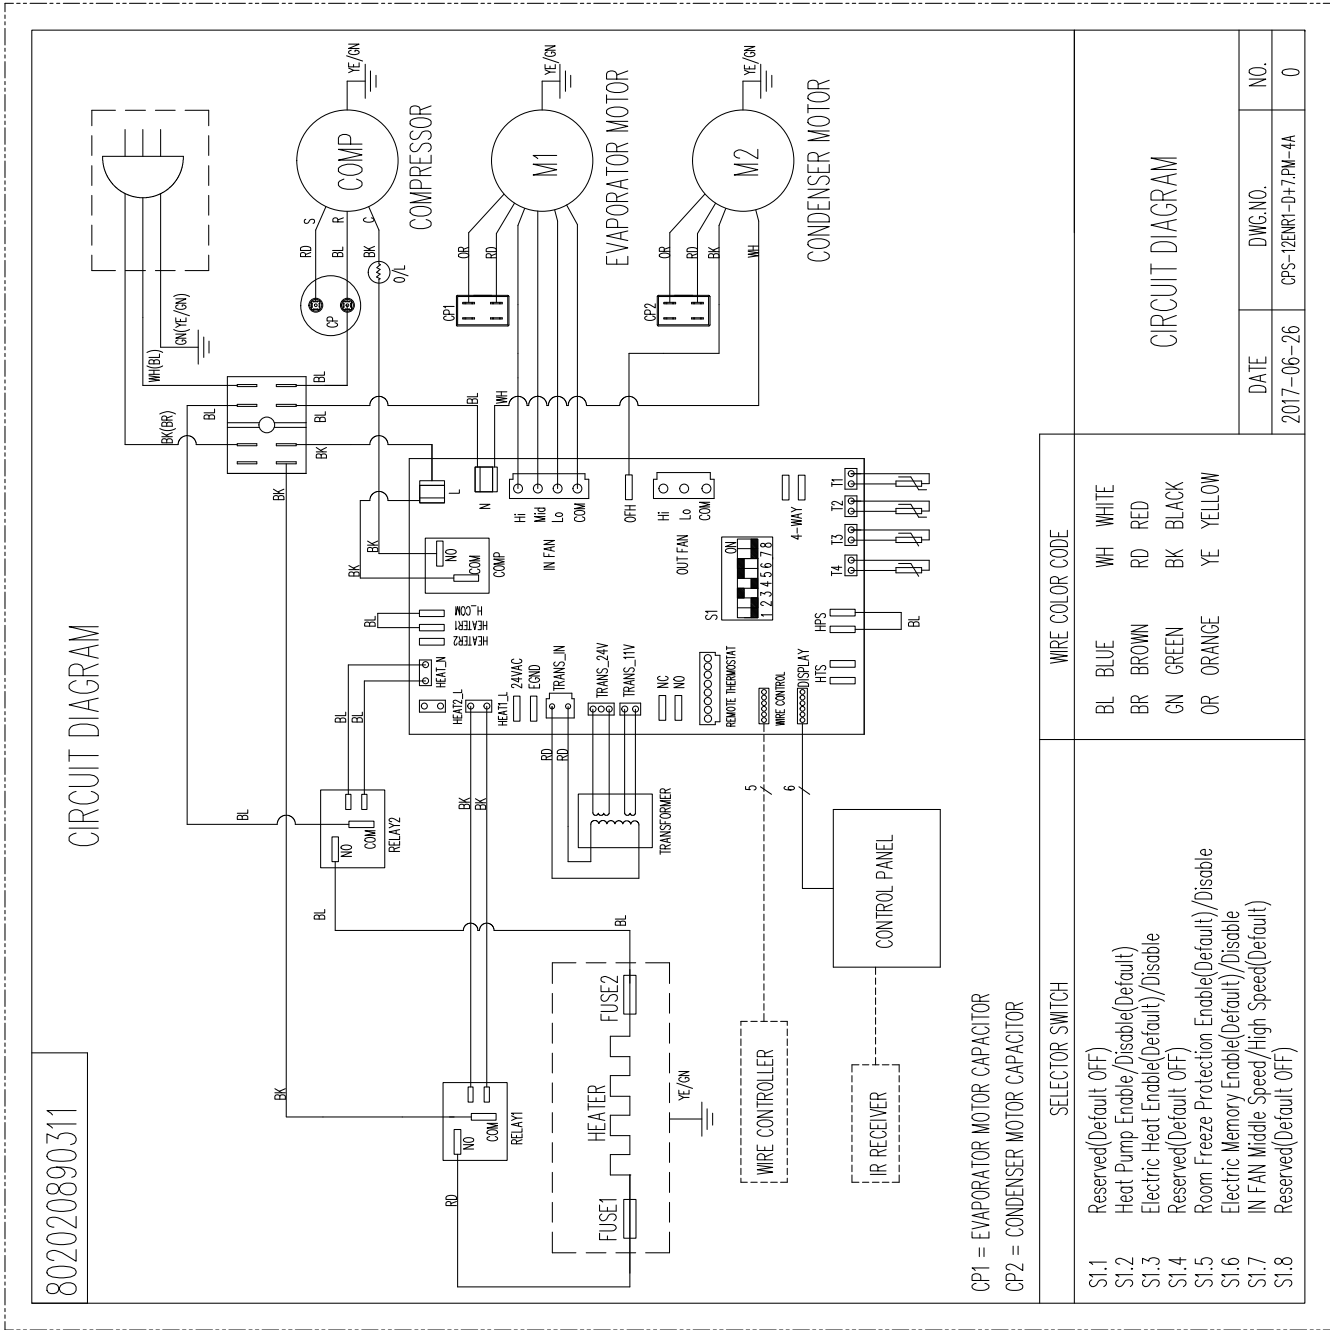 802020890311
CIRCUIT DIAGRAM
BK(BR)
WH(BL)
GN(YE/GN)
BL
BL
BL
BK
BK
RD
BL
BK
S
R
C
CP
O/L
COMP
YE/GN
COMPRESSOR
CP1
OR
RD
M1
YE/GN
EVAPORATOR MOTOR
CP2
OR
RD
BK
WH
M2
YE/GN
CONDENSER MOTOR
BL
WH
L
N
BK
BK
NO
COM
COMP
BL
H_COM
HEATER1
HEATER2
HEAT_N
HEAT2_L
HEAT1_L
24VAC
EGND
TRANS_IN
TRANS_24V
TRANS_11V
NC
NO
REMOTE THERMOSTAT
WIRE CONTROL
DISPLAY
HTS
HPS
BL
Hi
Mid
Lo
COM
IN FAN
OFH
Hi
Lo
COM
OUT FAN
S1
ON
1 2 3 4 5 6 7 8
4-WAY
T4
T3
T2
T1
BL
BL
BL
NO
COM
RELAY2
BL
BL
BK
BK
BK
NO
COM
RELAY1
RD
RD
RD
TRANSFORMER
FUSE1
HEATER
FUSE2
YE/GN
5
6
WIRE CONTROLLER
CONTROL PANEL
IR RECEIVER
CP1 = EVAPORATOR MOTOR CAPACITOR
CP2 = CONDENSER MOTOR CAPACITOR
SELECTOR SWITCH
S1.1 Reserved(Default OFF)
S1.2 Heat Pump Enable/Disable(Default)
S1.3 Electric Heat Enable(Default)/Disable
S1.4 Reserved(Default OFF)
S1.5 Room Freeze Protection Enable(Default)/Disable
S1.6 Electric Memory Enable(Default)/Disable
S1.7 IN FAN Middle Speed/High Speed(Default)
S1.8 Reserved(Default OFF)
WIRE COLOR CODE
BL BLUE WH WHITE
BR BROWN RD RED
GN GREEN BK BLACK
OR ORANGE YE YELLOW
CIRCUIT DIAGRAM
DATE DWG.NO. NO.
2017-06-26 CPS-12ENR1-D+7.PM-4A 0